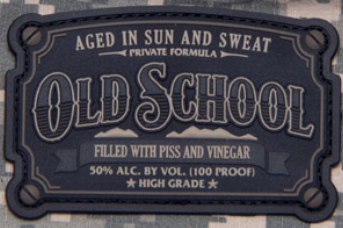 AGED IN SUN AND SWEAT
PRIVATE FORMULA
OLD SCHOOL
FILLED WITH PISS AND VINEGAR
50% ALC. BY VOL. (100 PROOF)
★ HIGH GRADE ★